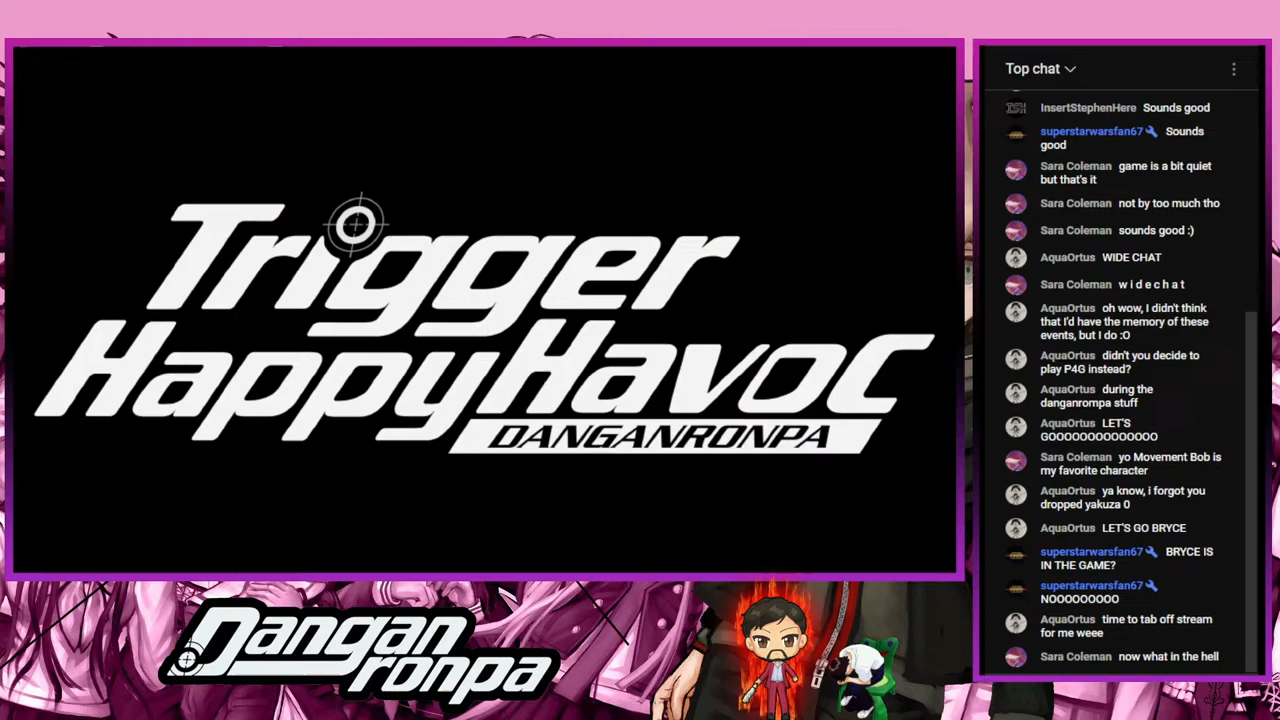 Trigger
Happy Havoc
DANGANRONPA
Dangan
ronpa
Top chat
InsertStephenHere Sounds good
superstarwarsfan67 Sounds
good
Sara Coleman game is a bit quiet
but that's it
Sara Coleman not by too much tho
Sara Coleman sounds good :)
AquaOrtus WIDE CHAT
Sara Coleman w i d e c h a t
AquaOrtus oh wow, I didn't think
that I'd have the memory of these
events, but I do :O
AquaOrtus didn't you decide to
play P4G instead?
AquaOrtus during the
danganrompa stuff
AquaOrtus LET'S
GOOOOOOOOOOOOOO
Sara Coleman yo Movement Bob is
my favorite character
AquaOrtus ya know, i forgot you
dropped yakuza 0
AquaOrtus LET'S GO BRYCE
superstarwarsfan67 BRYCE IS
IN THE GAME?
superstarwarsfan67
NOOOOOOOOO
AquaOrtus time to tab off stream
for me weee
Sara Coleman now what in the hell